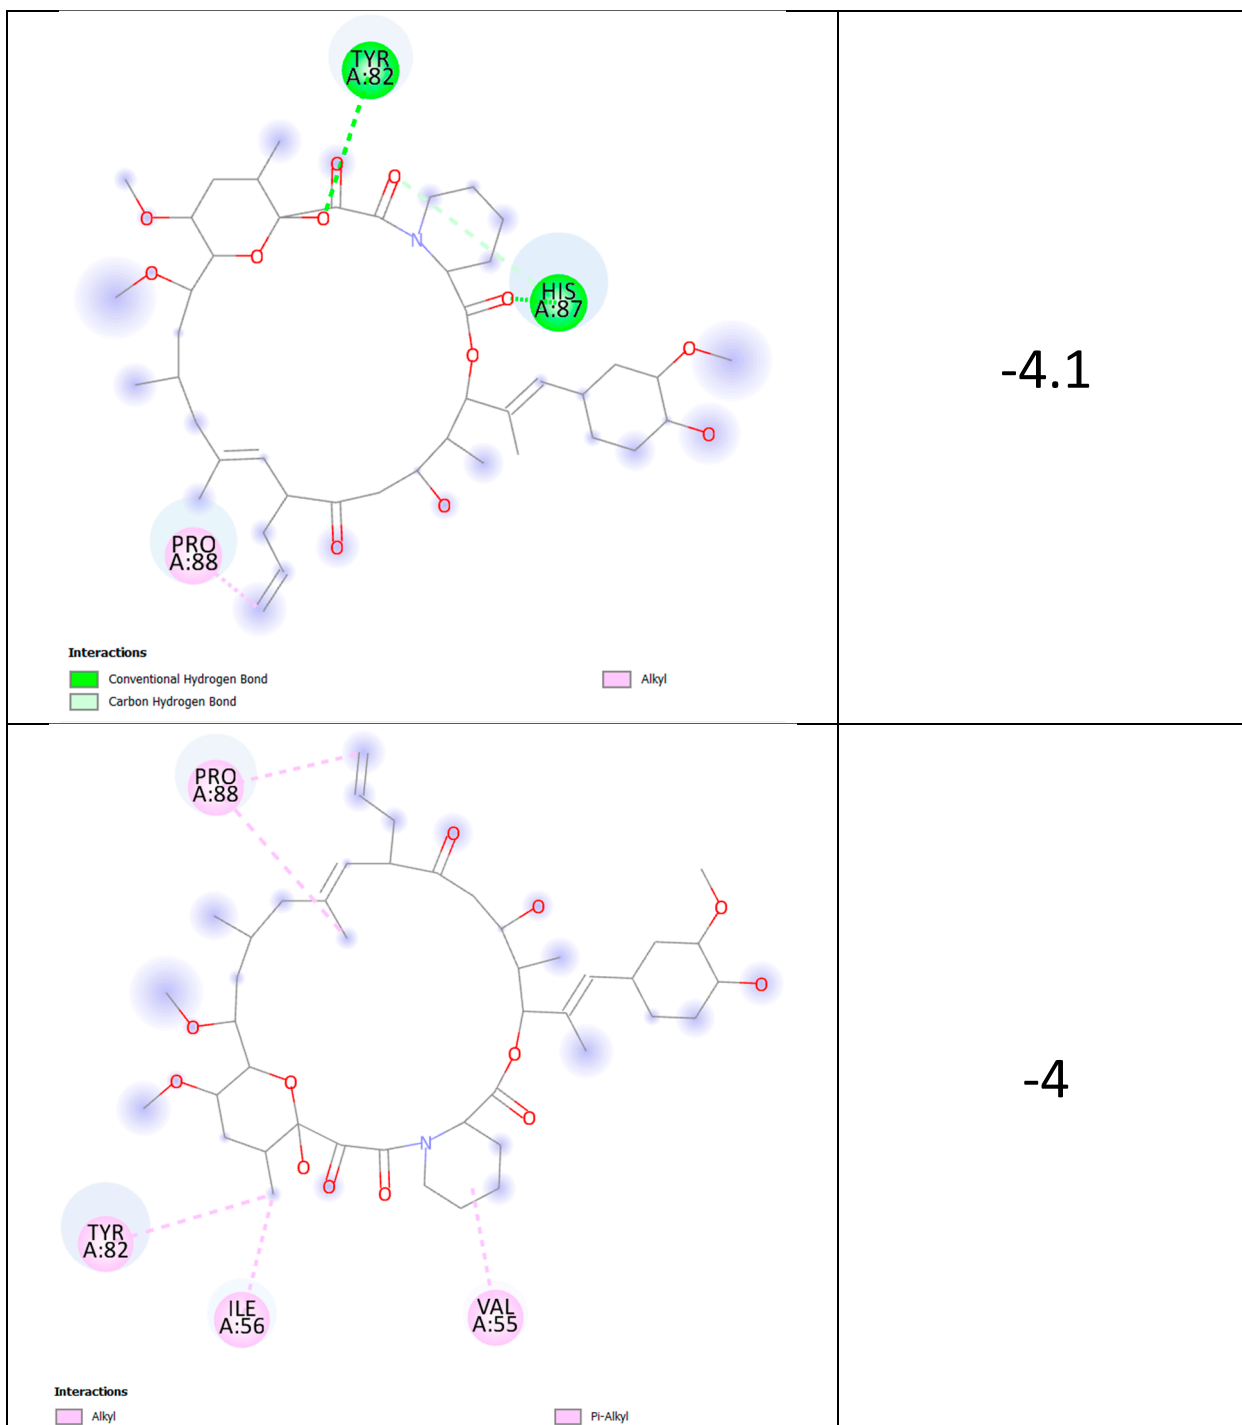 TYR
A:82
O
O
O
O
N
O
O
HIS
A:87
O
O
O
O
O
O
O
PRO
A:88
Interactions
Conventional Hydrogen Bond
Alkyl
Carbon Hydrogen Bond
-4.1
PRO
A:88
O
O
O
O
O
O
O
O
O
N
O
O
O
O
TYR
A:82
ILE
A:56
VAL
A:55
Interactions
Alkyl
Pi-Alkyl
-4